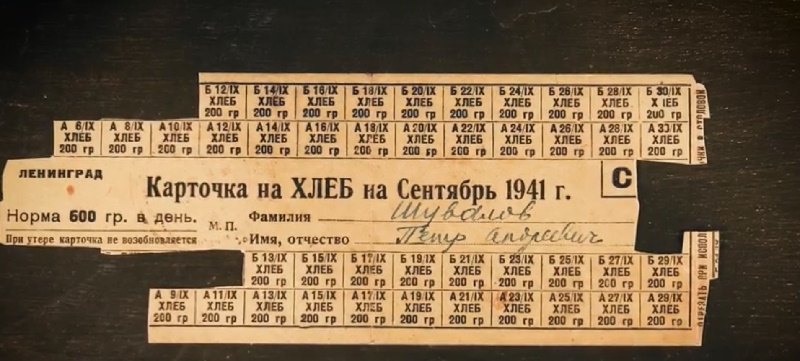 Б 12/IX Б 14/IX Б 16/IX Б 18/IX Б 20/IX Б 22/IX Б 24/IX Б 26/IX Б 28/IX Б 30/IX
ХЛЕБ ХЛЕБ ХЛЕБ ХЛЕБ ХЛЕБ ХЛЕБ ХЛЕБ ХЛЕБ ХЛЕБ ХЛЕБ
200 гр 200 гр 200 гр 200 гр 200 гр 200 гр 200 гр 200 гр 200 гр 200 гр
А 6/IX А 8/IX А 10/IX А 12/IX А 14/IX А 16/IX А 18/IX А 20/IX А 22/IX А 24/IX А 26/IX А 28/IX А 30/IX
ХЛЕБ ХЛЕБ ХЛЕБ ХЛЕБ ХЛЕБ ХЛЕБ ХЛЕБ ХЛЕБ ХЛЕБ ХЛЕБ ХЛЕБ ХЛЕБ ХЛЕБ
200 гр 200 гр 200 гр 200 гр 200 гр 200 гр 200 гр 200 гр 200 гр 200 гр 200 гр 200 гр 200 гр
В СТОЛОВОЙ
ЛЕНИНГРАД
Карточка на ХЛЕБ на Сентябрь 1941 г.
С
Норма 600 гр. в день.
М. П.
Фамилия Шувалов
При утере карточка не возобновляется
Имя, отчество Петр Андреевич
Б 13/IX Б 15/IX Б 17/IX Б 19/IX Б 21/IX Б 23/IX Б 25/IX Б 27/IX Б 29/IX
ХЛЕБ ХЛЕБ ХЛЕБ ХЛЕБ ХЛЕБ ХЛЕБ ХЛЕБ ХЛЕБ ХЛЕБ
200 гр 200 гр 200 гр 200 гр 200 гр 200 гр 200 гр 200 гр 200 гр
А 9/IX А 11/IX А 13/IX А 15/IX А 17/IX А 19/IX А 21/IX А 23/IX А 25/IX А 27/IX А 29/IX
ХЛЕБ ХЛЕБ ХЛЕБ ХЛЕБ ХЛЕБ ХЛЕБ ХЛЕБ ХЛЕБ ХЛЕБ ХЛЕБ ХЛЕБ
200 гр 200 гр 200 гр 200 гр 200 гр 200 гр 200 гр 200 гр 200 гр 200 гр 200 гр
ОТРЕЗАТЬ ПРИ ИСПОЛ